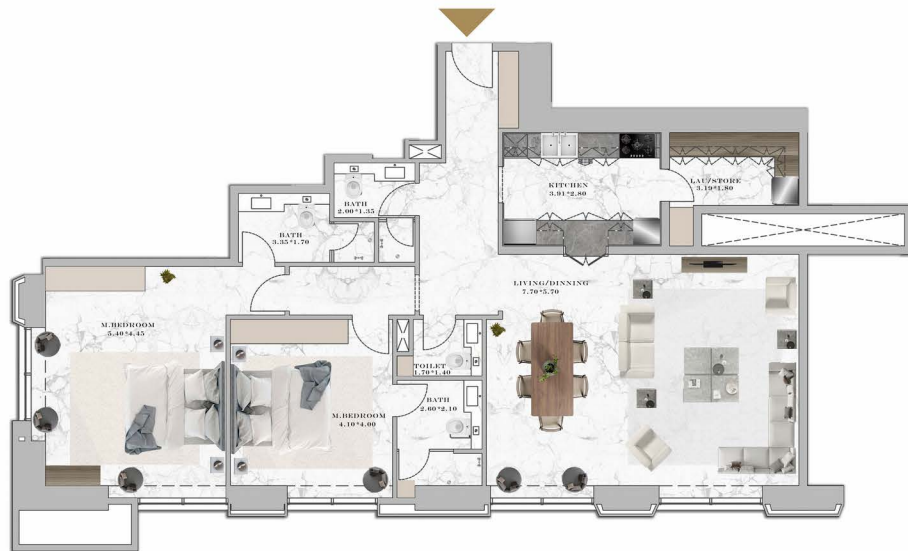 KITCHEN
3.91*2.80
LAU/STORE
3.19*1.80
BATH
2.00*1.35
BATH
3.35*1.70
LIVING/DINNING
7.70*5.70
M.BEDROOM
5.40*4.45
TOILET
1.70*1.40
BATH
2.60*2.10
M.BEDROOM
4.10*4.00